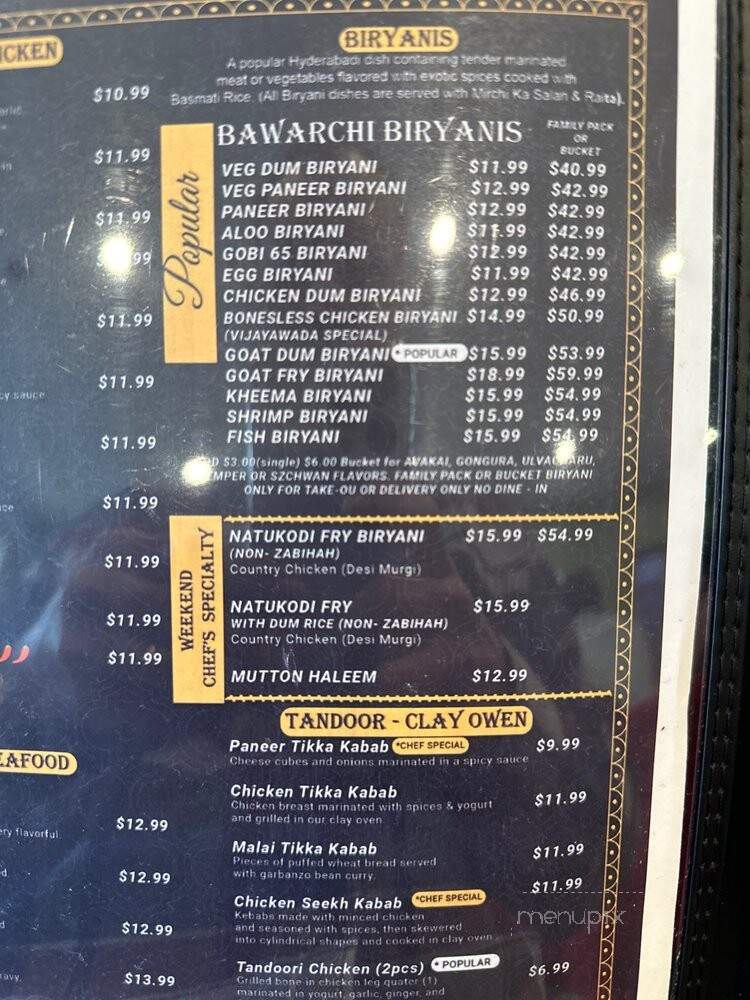 $10.99
$11.99
$11.99
$11.99
$11.99
$11.99
$11.99
$11.99
$11.99
$11.99
$12.99
ery flavorful
$12.99
$12.99
$13.99
BIRYANIS
A popular Hyderabadi dish containing tender marinated
meat or vegetables flavored with exotic spices cooked with
Basmati Rice. (All Biryani dishes are served with Mirchi Ka Salan & Raita).
Popular
BAWARCHI BIRYANIS
FAMILY PACK
OR
BUCKET
VEG DUM BIRYANI $11.99 $40.99
VEG PANEER BIRYANI $12.99 $42.99
PANEER BIRYANI $12.99 $42.99
ALOO BIRYANI $11.99 $42.99
GOBI 65 BIRYANI $12.99 $42.99
EGG BIRYANI $11.99 $42.99
CHICKEN DUM BIRYANI $12.99 $46.99
BONESLESS CHICKEN BIRYANI $14.99 $50.99
(VIJAYAWADA SPECIAL)
GOAT DUM BIRYANI * POPULAR $15.99 $53.99
GOAT FRY BIRYANI $18.99 $59.99
KHEEMA BIRYANI $15.99 $54.99
SHRIMP BIRYANI $15.99 $54.99
FISH BIRYANI $15.99 $54.99
$3.00(single) $6.00 Bucket for AVAKAI, GONGURA,
OR SZCHWAN FLAVORS. FAMILY PACK OR BUCKET BIRYANI
ONLY FOR TAKE-OU OR DELIVERY ONLY NO DINE - IN
WEEKEND
CHEF'S SPECIALTY
NATUKODI FRY BIRYANI $15.99 $54.99
(NON- ZABIHAH)
Country Chicken (Desi Murgi)
NATUKODI FRY $15.99
WITH DUM RICE (NON- ZABIHAH)
Country Chicken (Desi Murgi)
MUTTON HALEEM $12.99
TANDOOR - CLAY OWEN
Paneer Tikka Kabab *CHEF SPECIAL $9.99
Cheese cubes and onions marinated in a spicy sauce
Chicken Tikka Kabab $11.99
Chicken breast marinated with spices & yogurt
and grilled in our clay oven
Malai Tikka Kabab $11.99
Pieces of puffed wheat bread served
with garbanzo bean curry.
Chicken Seekh Kabab *CHEF SPECIAL $11.99
Kebabs made with minced chicken
and seasoned with spices, then skewered
into cylindrical shapes and cooked in clay oven
Tandoori Chicken (2pcs) * POPULAR $6.99
Grilled bone-in chicken leg quater (1)
marinated in yogurt, garlic, ginger, and
menupix